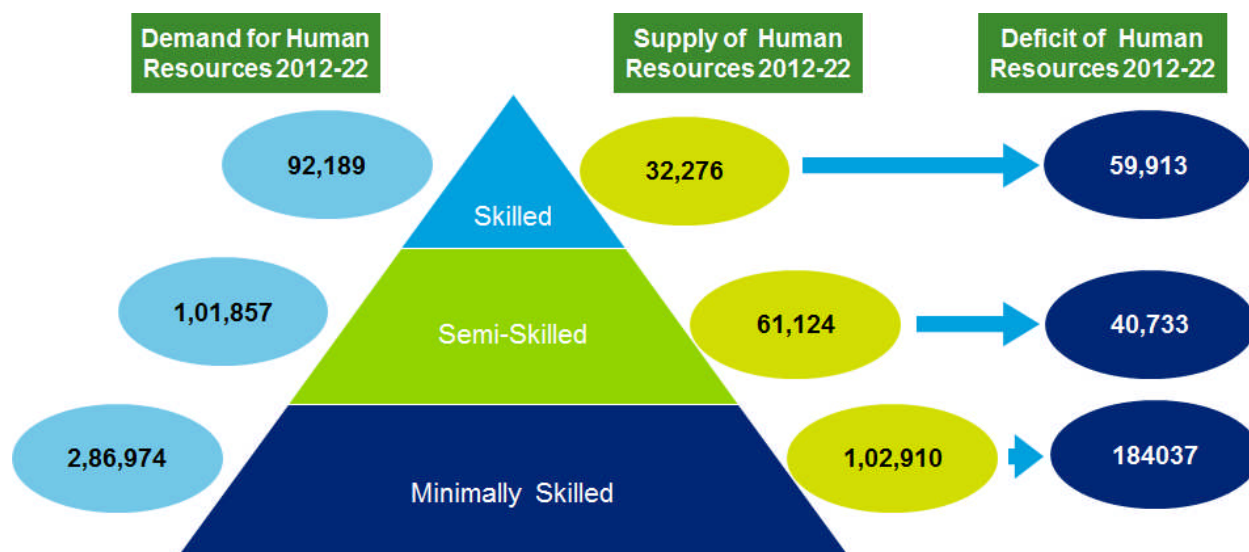 Demand for Human
Resources 2012-22
Supply of Human
Resources 2012-22
Deficit of Human
Resources 2012-22
92,189
Skilled
32,276
59,913
1,01,857
Semi-Skilled
61,124
40,733
2,86,974
Minimally Skilled
1,02,910
184037